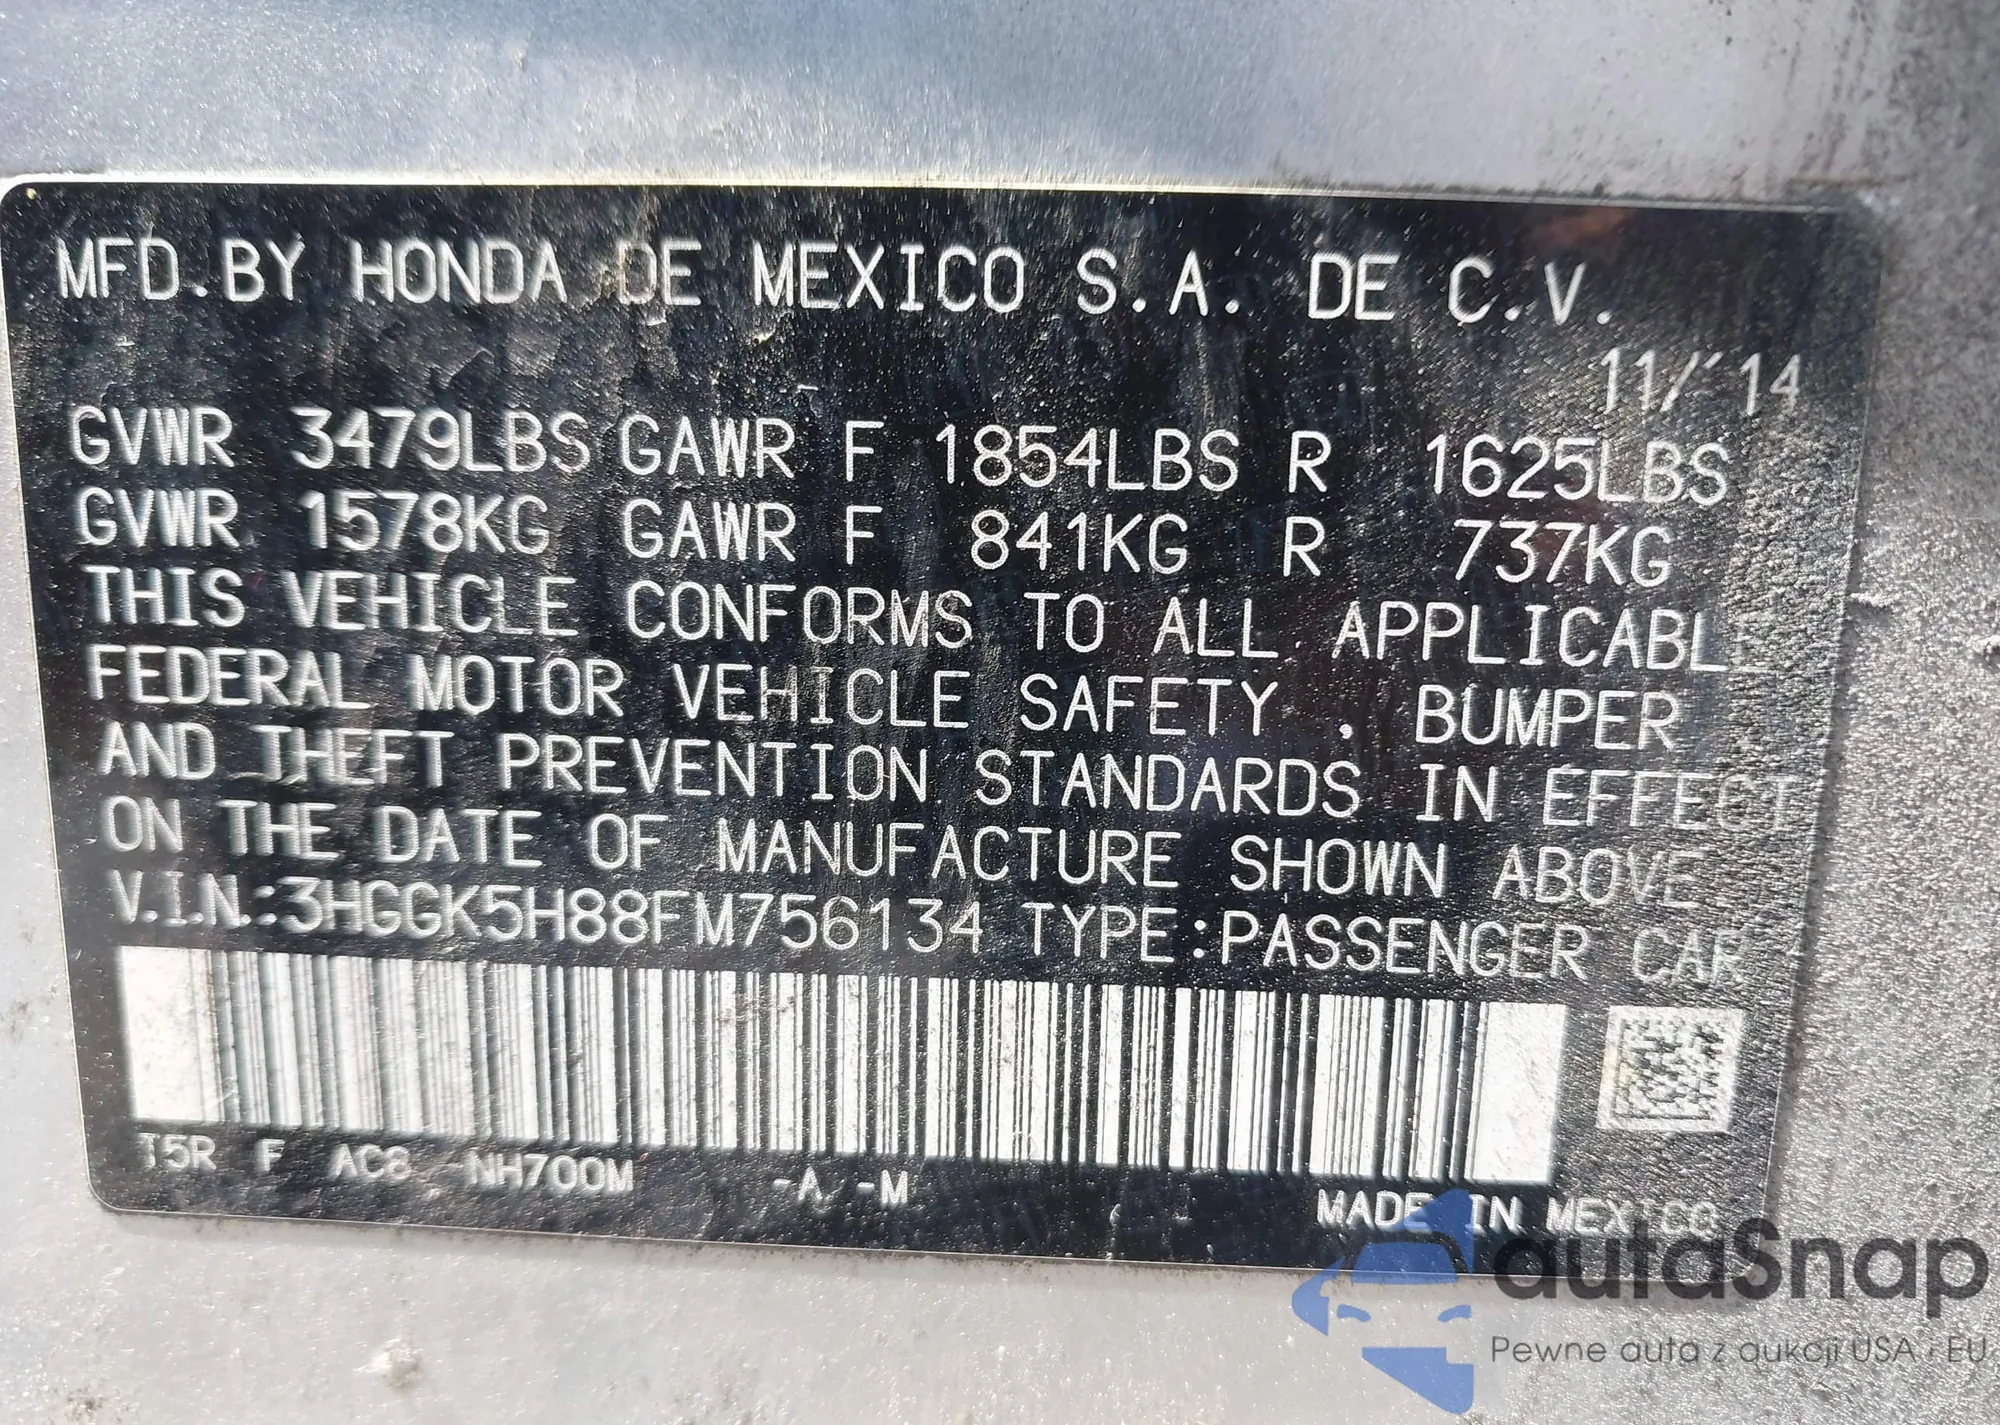 MFD.BY HONDA DE MEXICO S.A. DE C.V.
11/'14
GVWR 3479LBS GAWR F 1854LBS R 1625LBS
GVWR 1578KG GAWR F 841KG R 737KG
THIS VEHICLE CONFORMS TO ALL APPLICABLE
FEDERAL MOTOR VEHICLE SAFETY . BUMPER
AND THEFT PREVENTION STANDARDS IN EFFECT
ON THE DATE OF MANUFACTURE SHOWN ABOVE.
V.I.N.:3HGGK5H88FM756134 TYPE:PASSENGER CAR
T5R F AC8 -NH700M -A -M
MADE IN MEXICO
autaSnap
Pewne auta z aukcji USA i EU